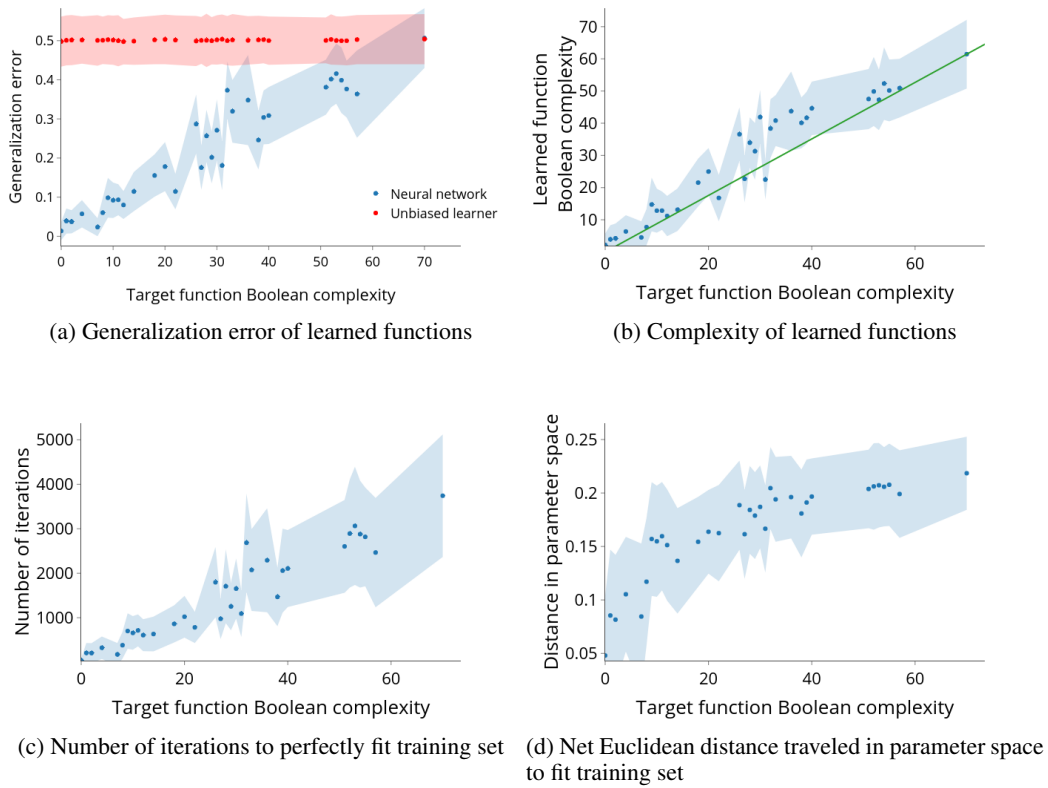 Generalization error
0.5
0.4
0.3
0.2
0.1
0
0 10 20 30 40 50 60 70
Neural network
Unbiased learner
Target function Boolean complexity
(a) Generalization error of learned functions
Learned function
Boolean complexity
70
60
50
40
30
20
10
0 20 40 60
Target function Boolean complexity
(b) Complexity of learned functions
Number of iterations
5000
4000
3000
2000
1000
0 20 40 60
Target function Boolean complexity
(c) Number of iterations to perfectly fit training set
Distance in parameter space
0.25
0.2
0.15
0.1
0.05
0 20 40 60
Target function Boolean complexity
(d) Net Euclidean distance traveled in parameter space
to fit training set